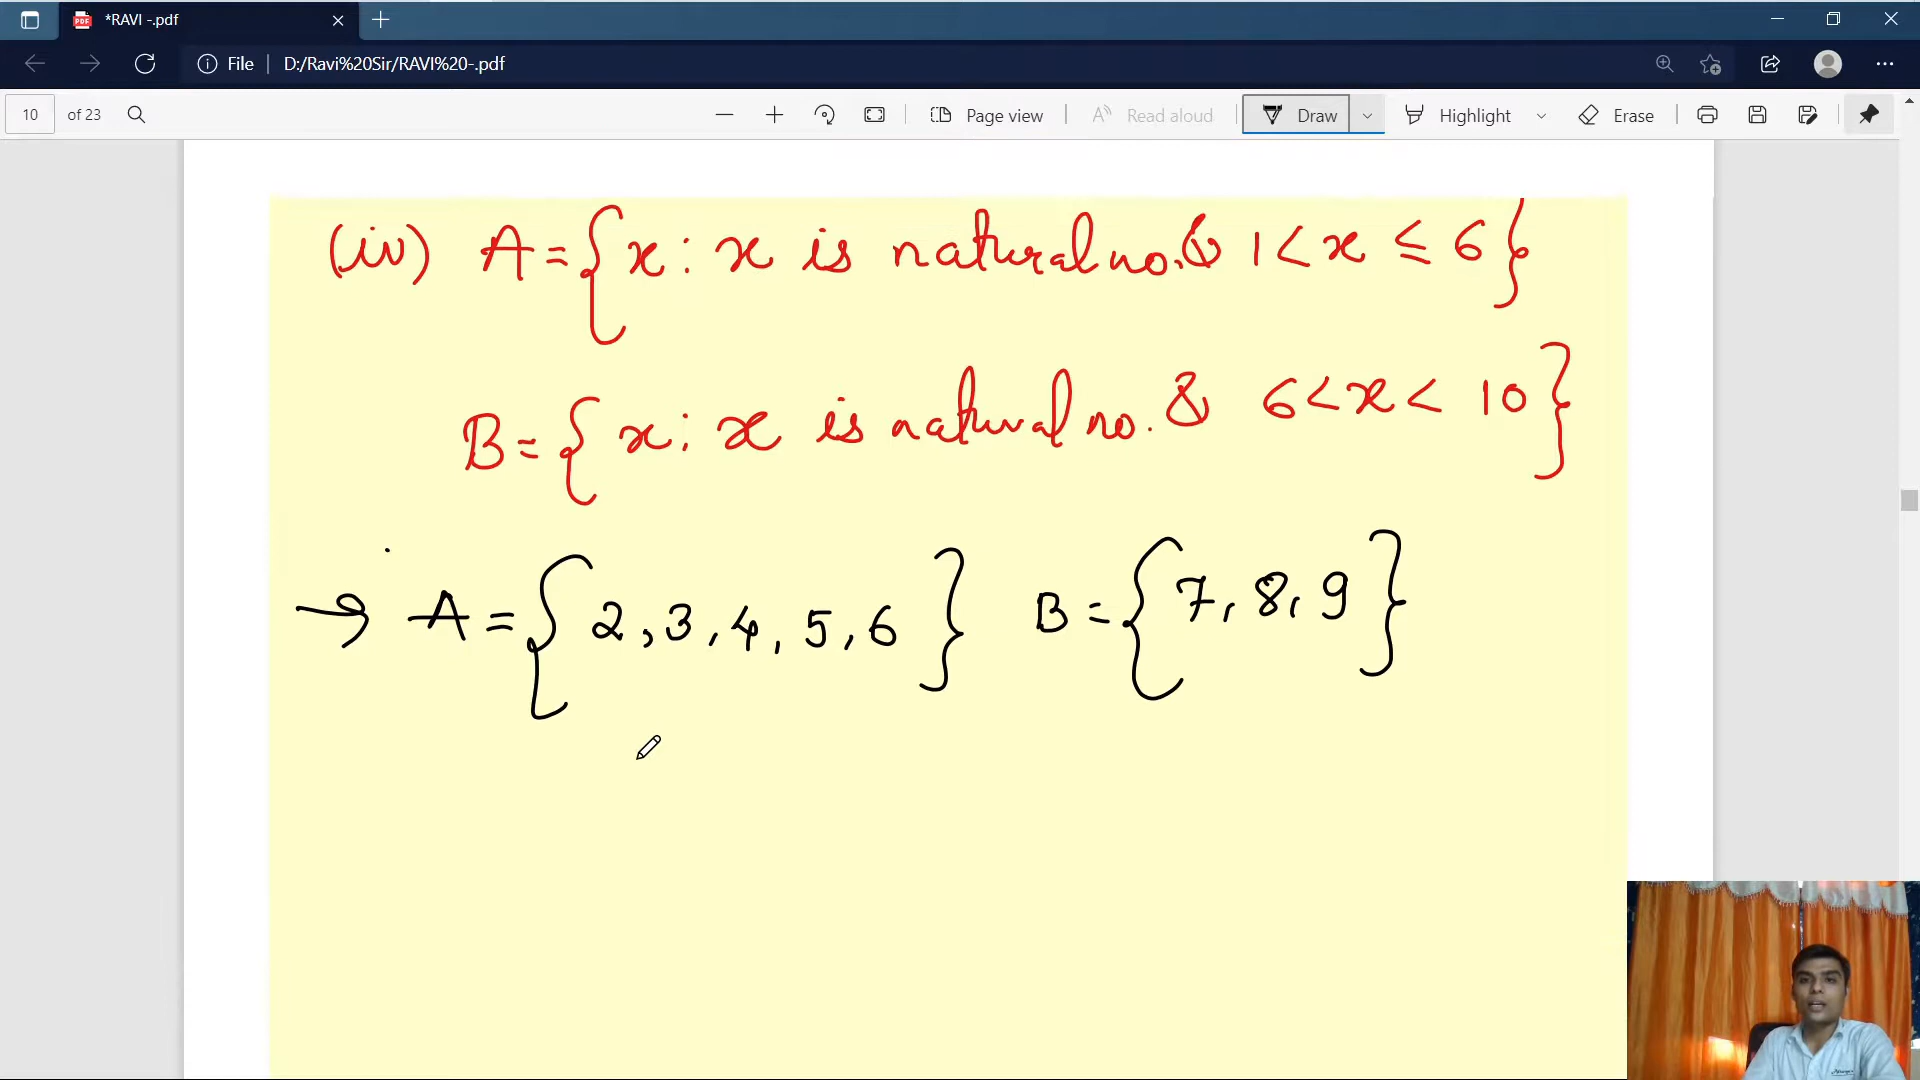 *RAVI -.pdf
File D:/Ravi%20Sir/RAVI%20-.pdf
10 of 23 Page view Read aloud Draw Highlight Erase
(iv) A={x: x is natural no. & 1<x ≤ 6}
B={x: x is natural no. & 6<x< 10}
→ A={2,3,4,5,6} B={7,8,9}